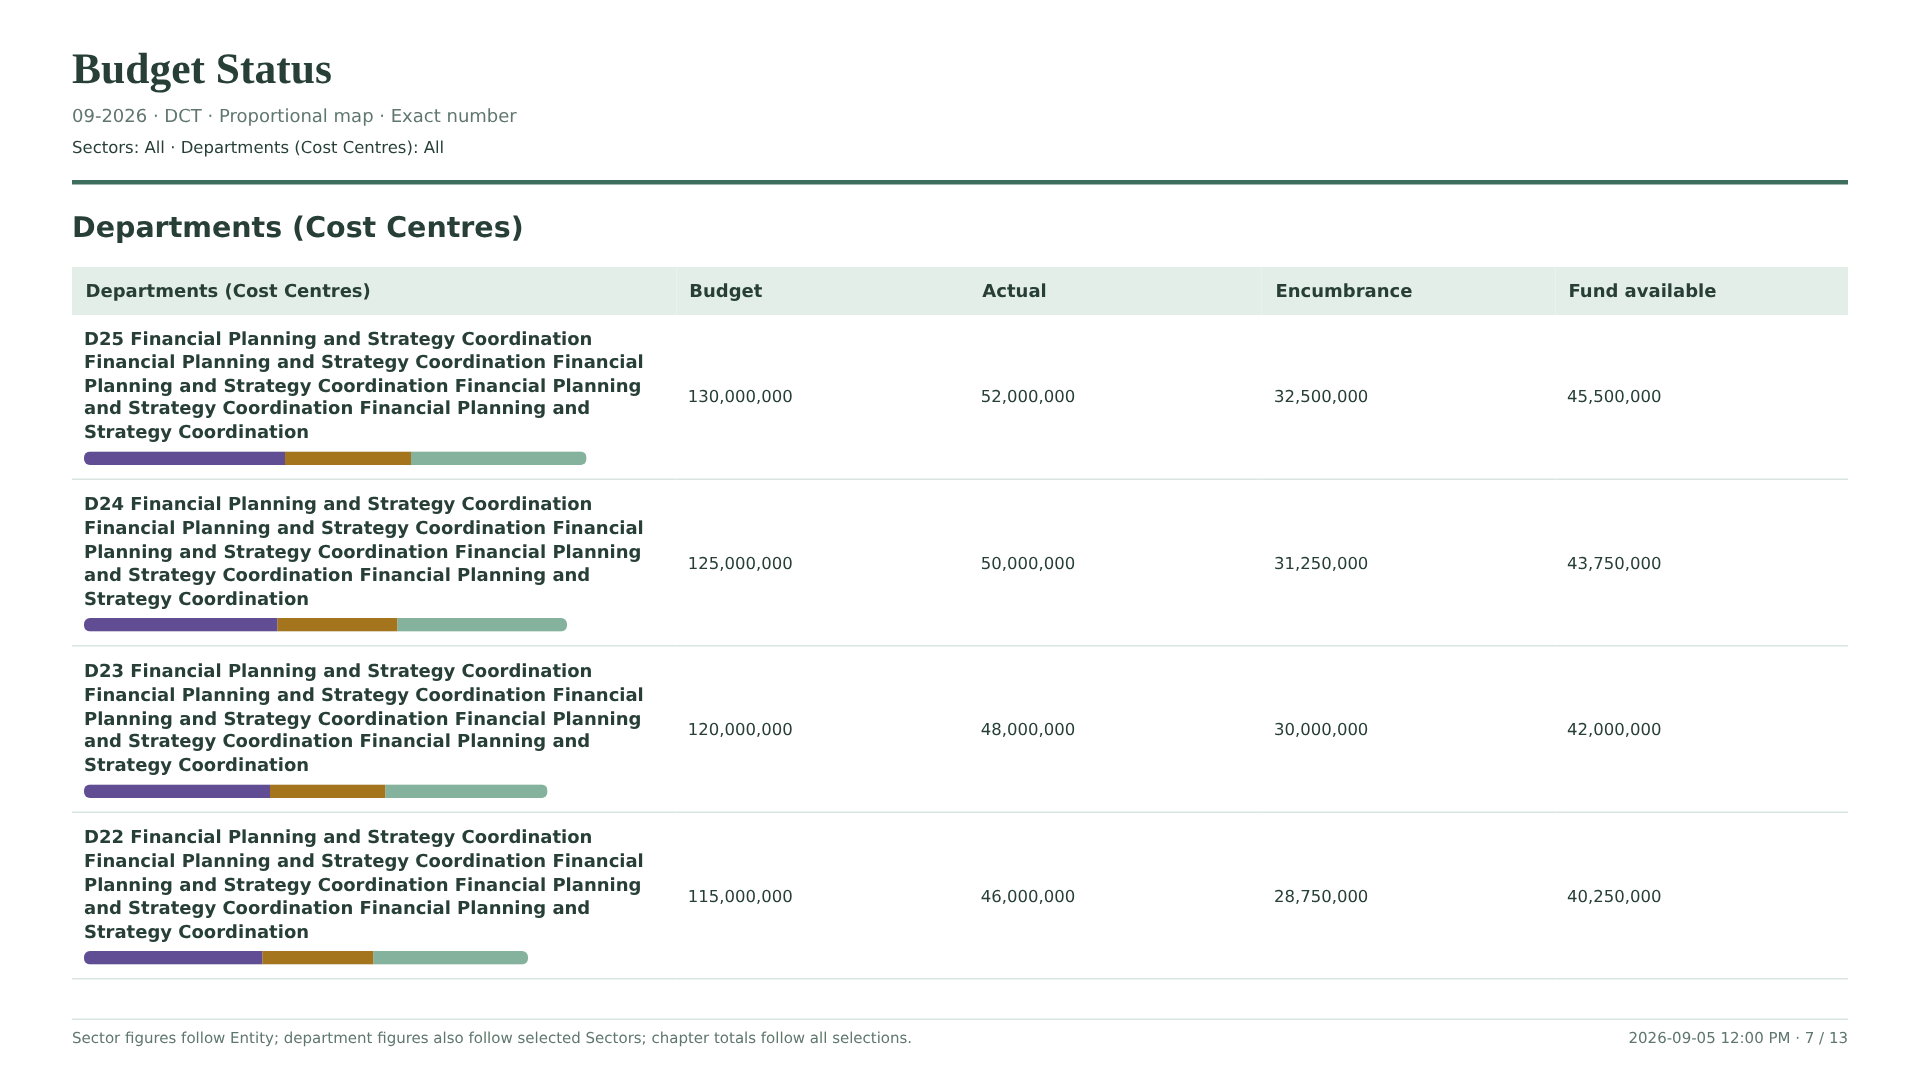 Budget Status
09-2026 · DCT · Proportional map · Exact number
Sectors: All · Departments (Cost Centres): All
Departments (Cost Centres)
Departments (Cost Centres) Budget Actual Encumbrance Fund available
D25 Financial Planning and Strategy Coordination
Financial Planning and Strategy Coordination Financial
Planning and Strategy Coordination Financial Planning
and Strategy Coordination Financial Planning and
Strategy Coordination
130,000,000 52,000,000 32,500,000 45,500,000
D24 Financial Planning and Strategy Coordination
Financial Planning and Strategy Coordination Financial
Planning and Strategy Coordination Financial Planning
and Strategy Coordination Financial Planning and
Strategy Coordination
125,000,000 50,000,000 31,250,000 43,750,000
D23 Financial Planning and Strategy Coordination
Financial Planning and Strategy Coordination Financial
Planning and Strategy Coordination Financial Planning
and Strategy Coordination Financial Planning and
Strategy Coordination
120,000,000 48,000,000 30,000,000 42,000,000
D22 Financial Planning and Strategy Coordination
Financial Planning and Strategy Coordination Financial
Planning and Strategy Coordination Financial Planning
and Strategy Coordination Financial Planning and
Strategy Coordination
115,000,000 46,000,000 28,750,000 40,250,000
Sector figures follow Entity; department figures also follow selected Sectors; chapter totals follow all selections.
2026-09-05 12:00 PM · 7 / 13